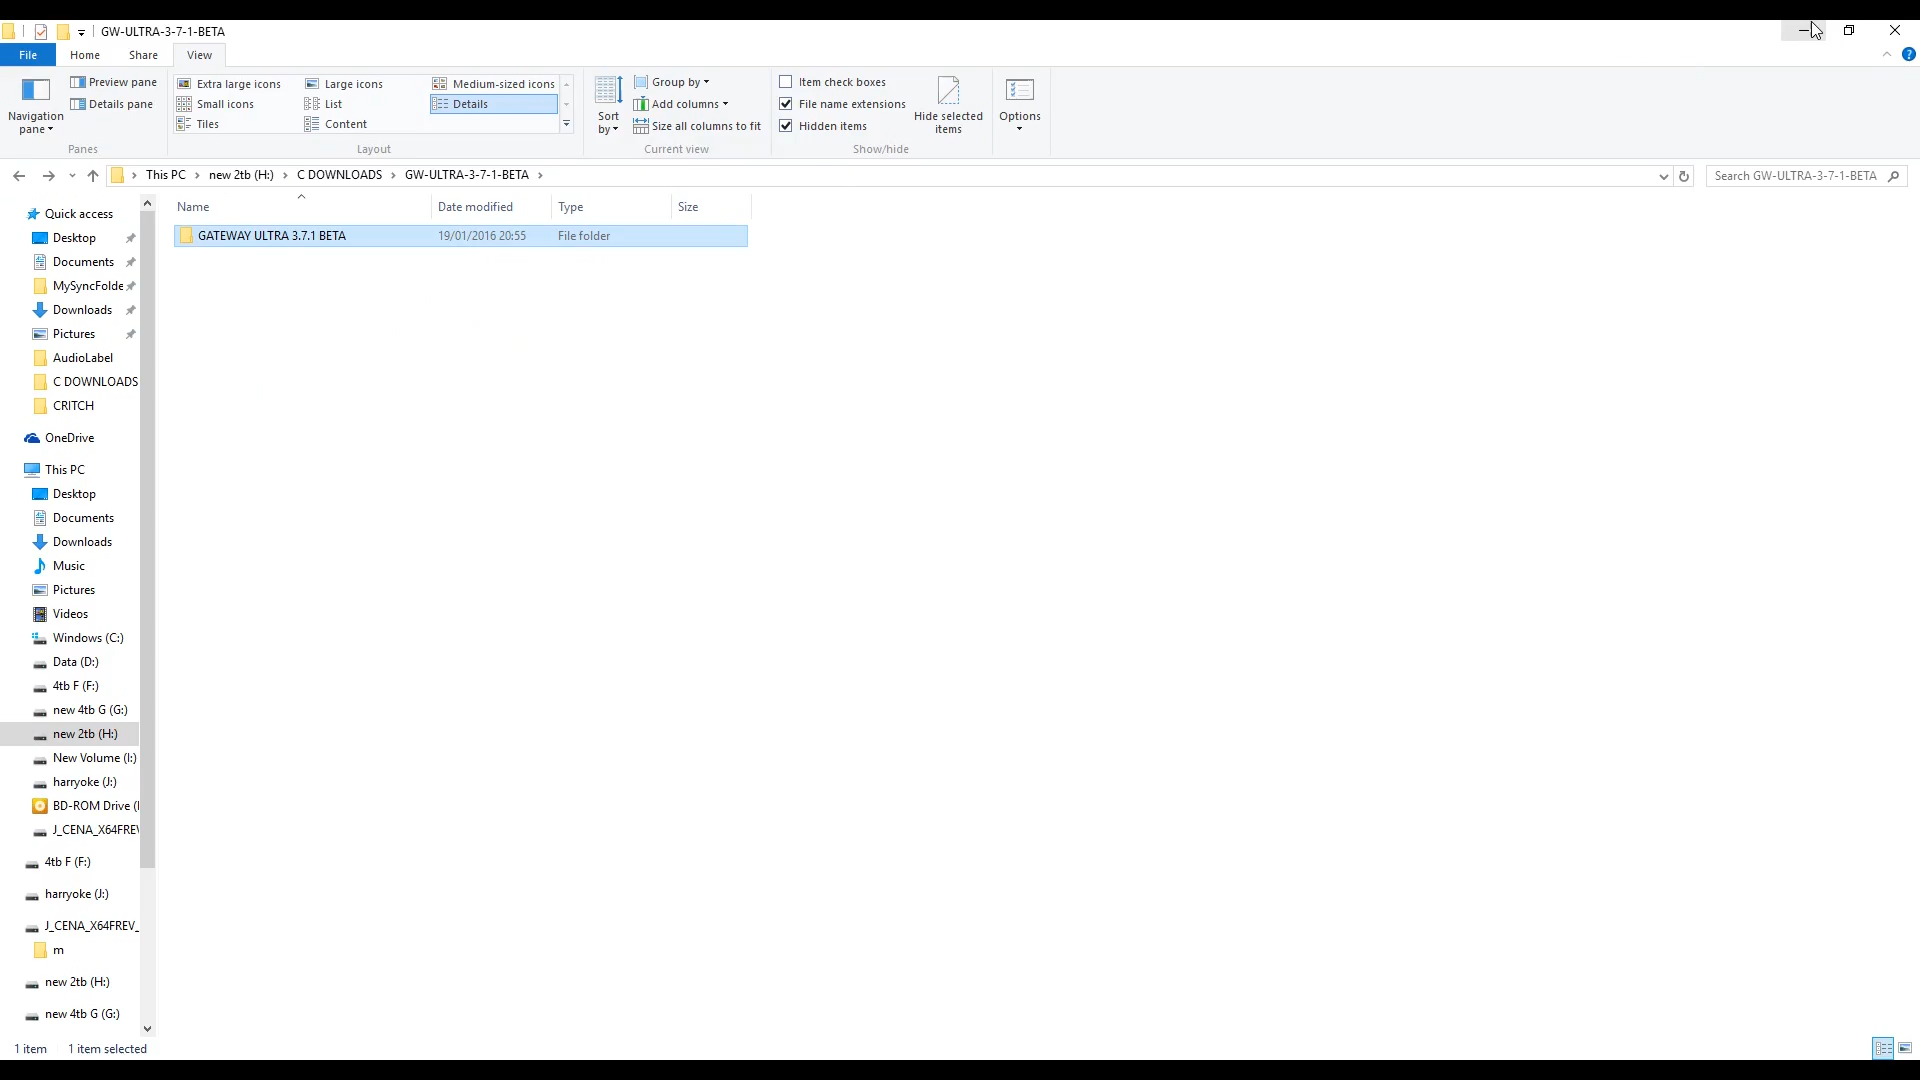 GW-ULTRA-3-7-1-BETA
File Home Share View
Navigation pane
Preview pane
Details pane
Panes
Extra large icons Large icons Medium-sized icons
Small icons List Details
Tiles Content
Layout
Sort by
Group by
Add columns
Size all columns to fit
Current view
Item check boxes
File name extensions
Hidden items
Hide selected items
Show/hide
Options
This PC new 2tb (H:) C DOWNLOADS GW-ULTRA-3-7-1-BETA
Search GW-ULTRA-3-7-1-BETA
Name Date modified Type Size
GATEWAY ULTRA 3.7.1 BETA 19/01/2016 20:55 File folder
Quick access
Desktop
Documents
MySyncFolde
Downloads
Pictures
AudioLabel
C DOWNLOADS
CRITCH
OneDrive
This PC
Desktop
Documents
Downloads
Music
Pictures
Videos
Windows (C:)
Data (D:)
4tb F (F:)
new 4tb G (G:)
new 2tb (H:)
New Volume (I:)
harryoke (J:)
BD-ROM Drive (
J_CENA_X64FREV
4tb F (F:)
harryoke (J:)
J_CENA_X64FREV_
m
new 2tb (H:)
new 4tb G (G:)
1 item 1 item selected